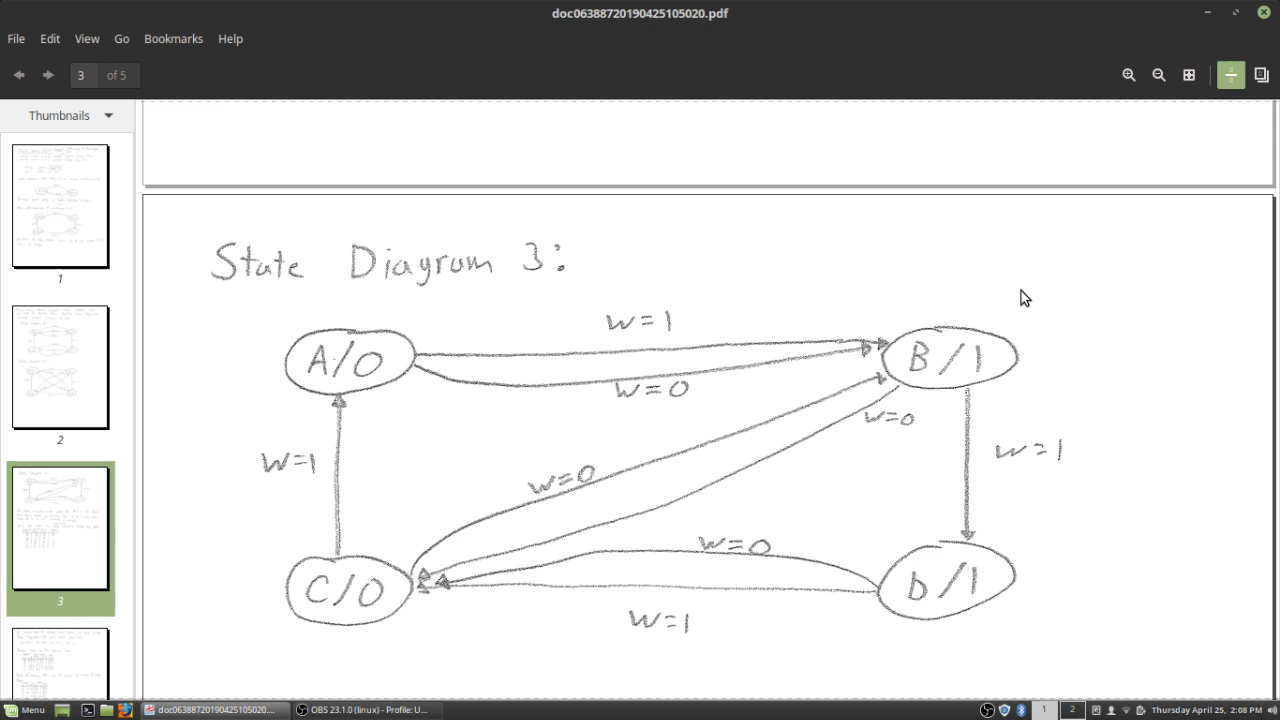 doc06388720190425105020.pdf
File Edit View Go Bookmarks Help
3 of 5
Thumbnails
1
2
3
State Diagram 3:
w=1
A/0
B/1
w=0
w=0
w=1
w=1
w=0
w=0
C/0
D/1
w=1
Menu
doc06388720190425105020.pdf...
OBS 23.1.0 (linux) - Profile: U...
1
2
Thursday April 25, 2:08 PM